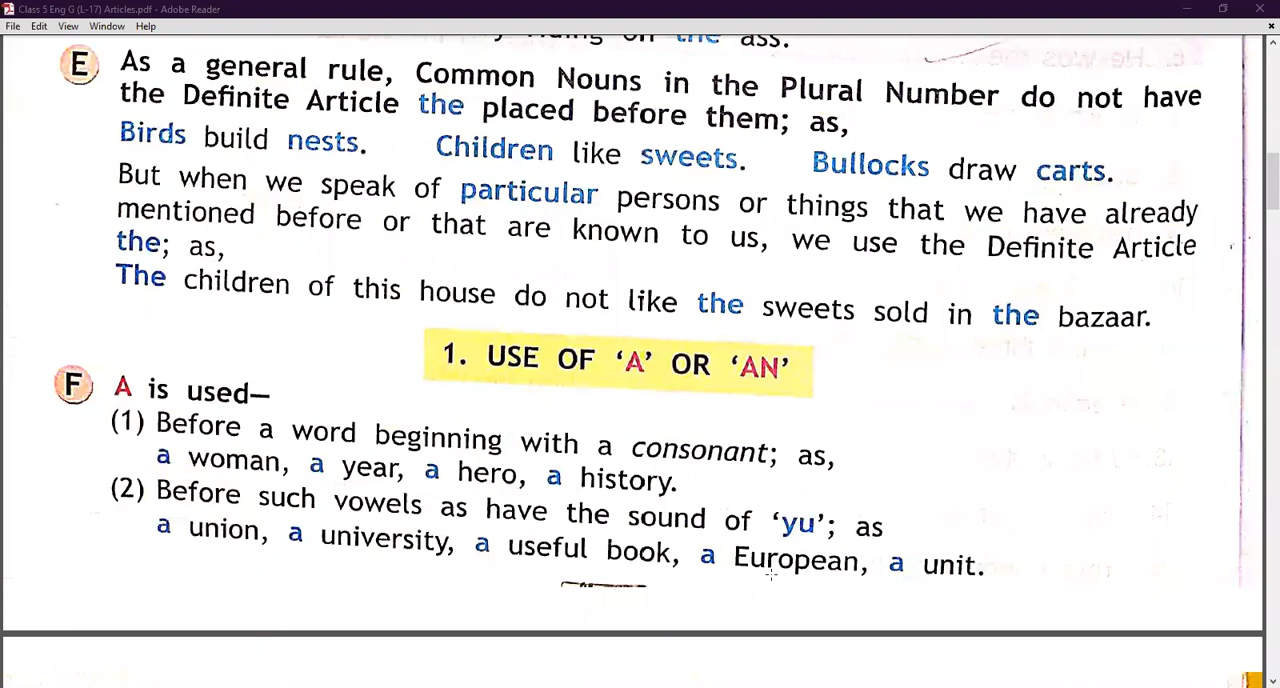 Class 5 Eng G (L-17) Articles.pdf - Adobe Reader
File Edit View Window Help
riding on the ass.
E As a general rule, Common Nouns in the Plural Number do not have
the Definite Article the placed before them; as,
Birds build nests. Children like sweets. Bullocks draw carts.
But when we speak of particular persons or things that we have already
mentioned before or that are known to us, we use the Definite Article
the; as,
The children of this house do not like the sweets sold in the bazaar.
1. USE OF ‘A’ OR ‘AN’
F A is used—
(1) Before a word beginning with a consonant; as,
a woman, a year, a hero, a history.
(2) Before such vowels as have the sound of ‘yu’; as
a union, a university, a useful book, a European, a unit.